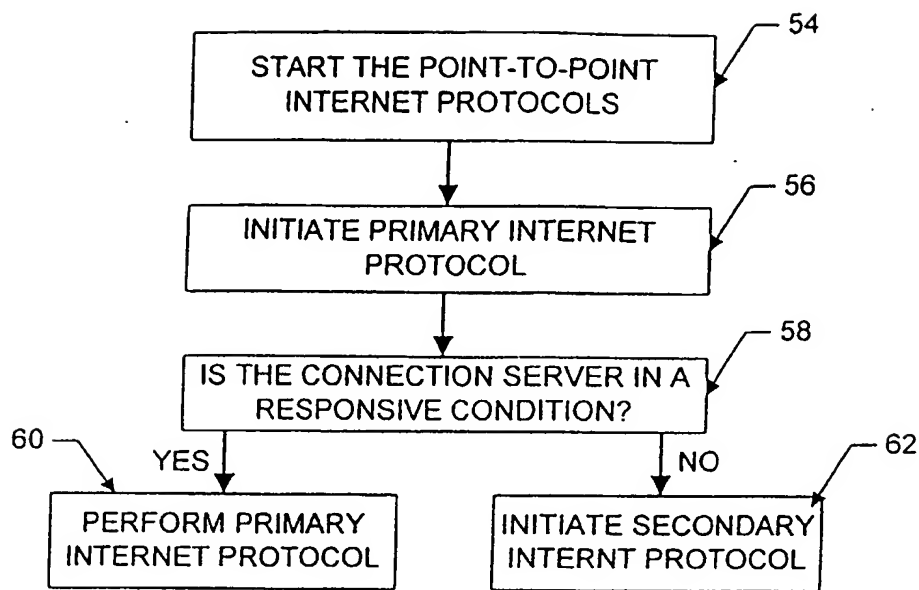 54
START THE POINT-TO-POINT
INTERNET PROTOCOLS
56
INITIATE PRIMARY INTERNET
PROTOCOL
58
IS THE CONNECTION SERVER IN A
RESPONSIVE CONDITION?
60
YES
NO
62
PERFORM PRIMARY
INTERNET PROTOCOL
INITIATE SECONDARY
INTERNT PROTOCOL